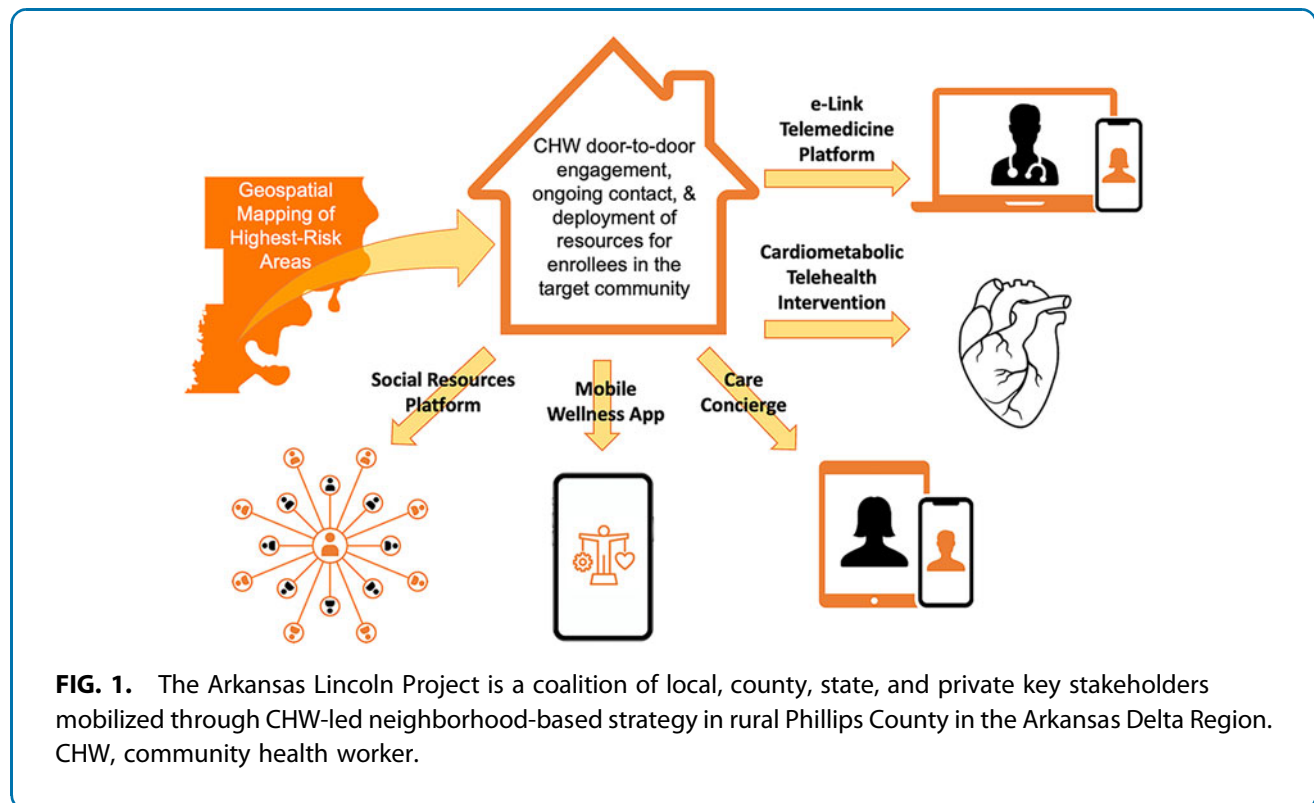 Geospatial
Mapping of
Highest-Risk
Areas
CHW door-to-door
engagement,
ongoing contact, &
deployment of
resources for
enrollees in the
target community
e-Link
Telemedicine
Platform
Cardiometabolic
Telehealth
Intervention
Social Resources
Platform
Mobile
Wellness App
Care
Concierge
FIG. 1. The Arkansas Lincoln Project is a coalition of local, county, state, and private key stakeholders
mobilized through CHW-led neighborhood-based strategy in rural Phillips County in the Arkansas Delta Region.
CHW, community health worker.